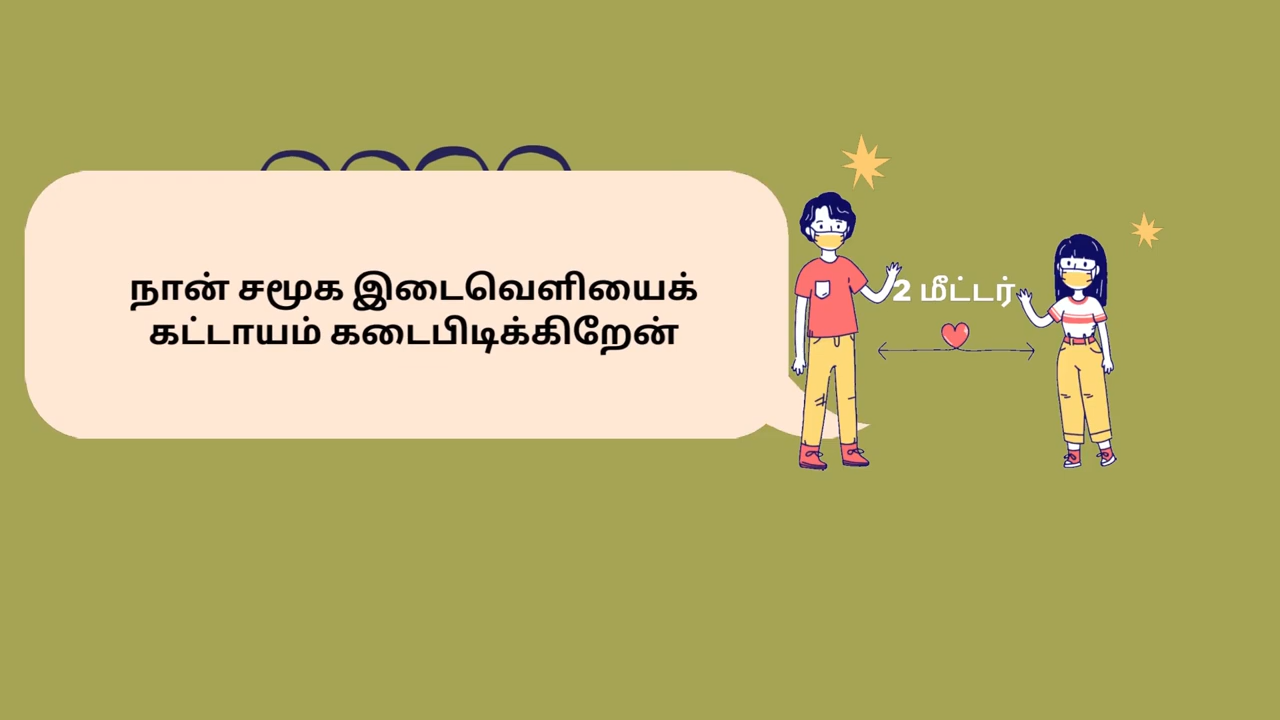 நான் சமூக இடைவெளியைக்
கட்டாயம் கடைபிடிக்கிறேன்
2 மீட்டர்